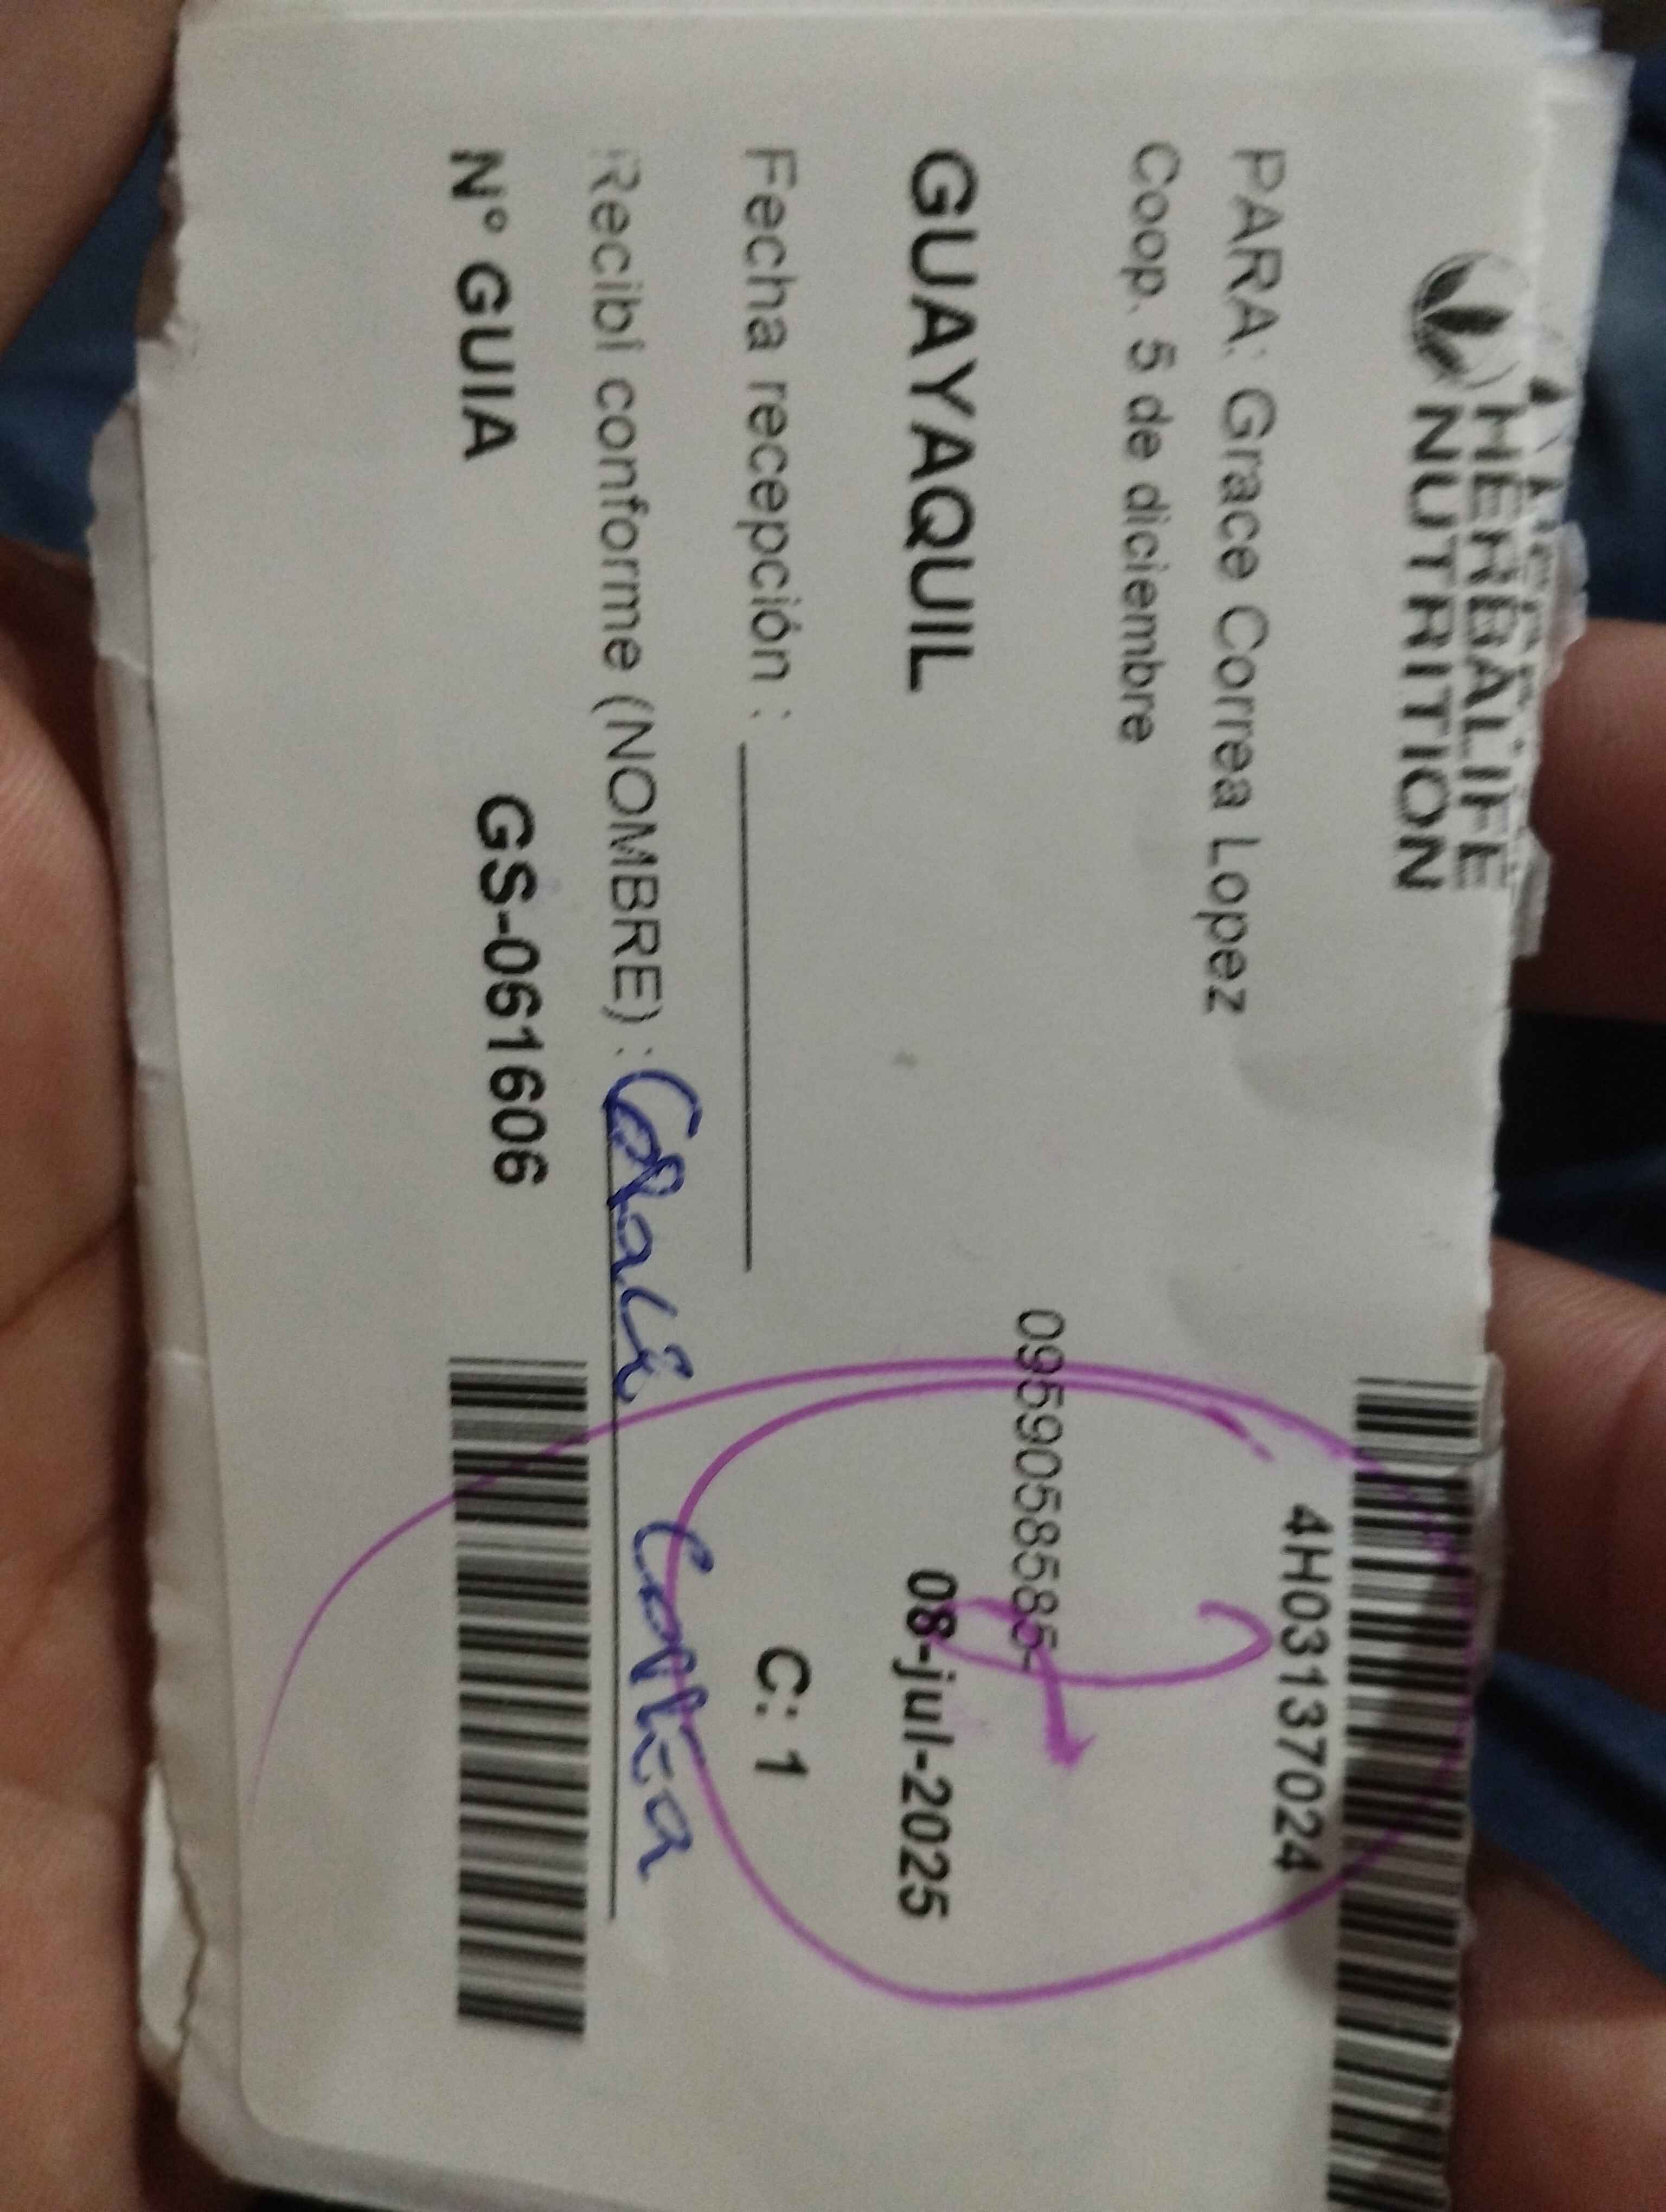 HERBALIFE
NUTRITION
4H03137024
PARA: Grace Correa Lopez
Coop. 5 de diciembre
0959058585-
GUAYAQUIL
08-jul-2025
Fecha recepción :
C: 1
Recibí conforme (NOMBRE) :
N° GUIA
GS-061606